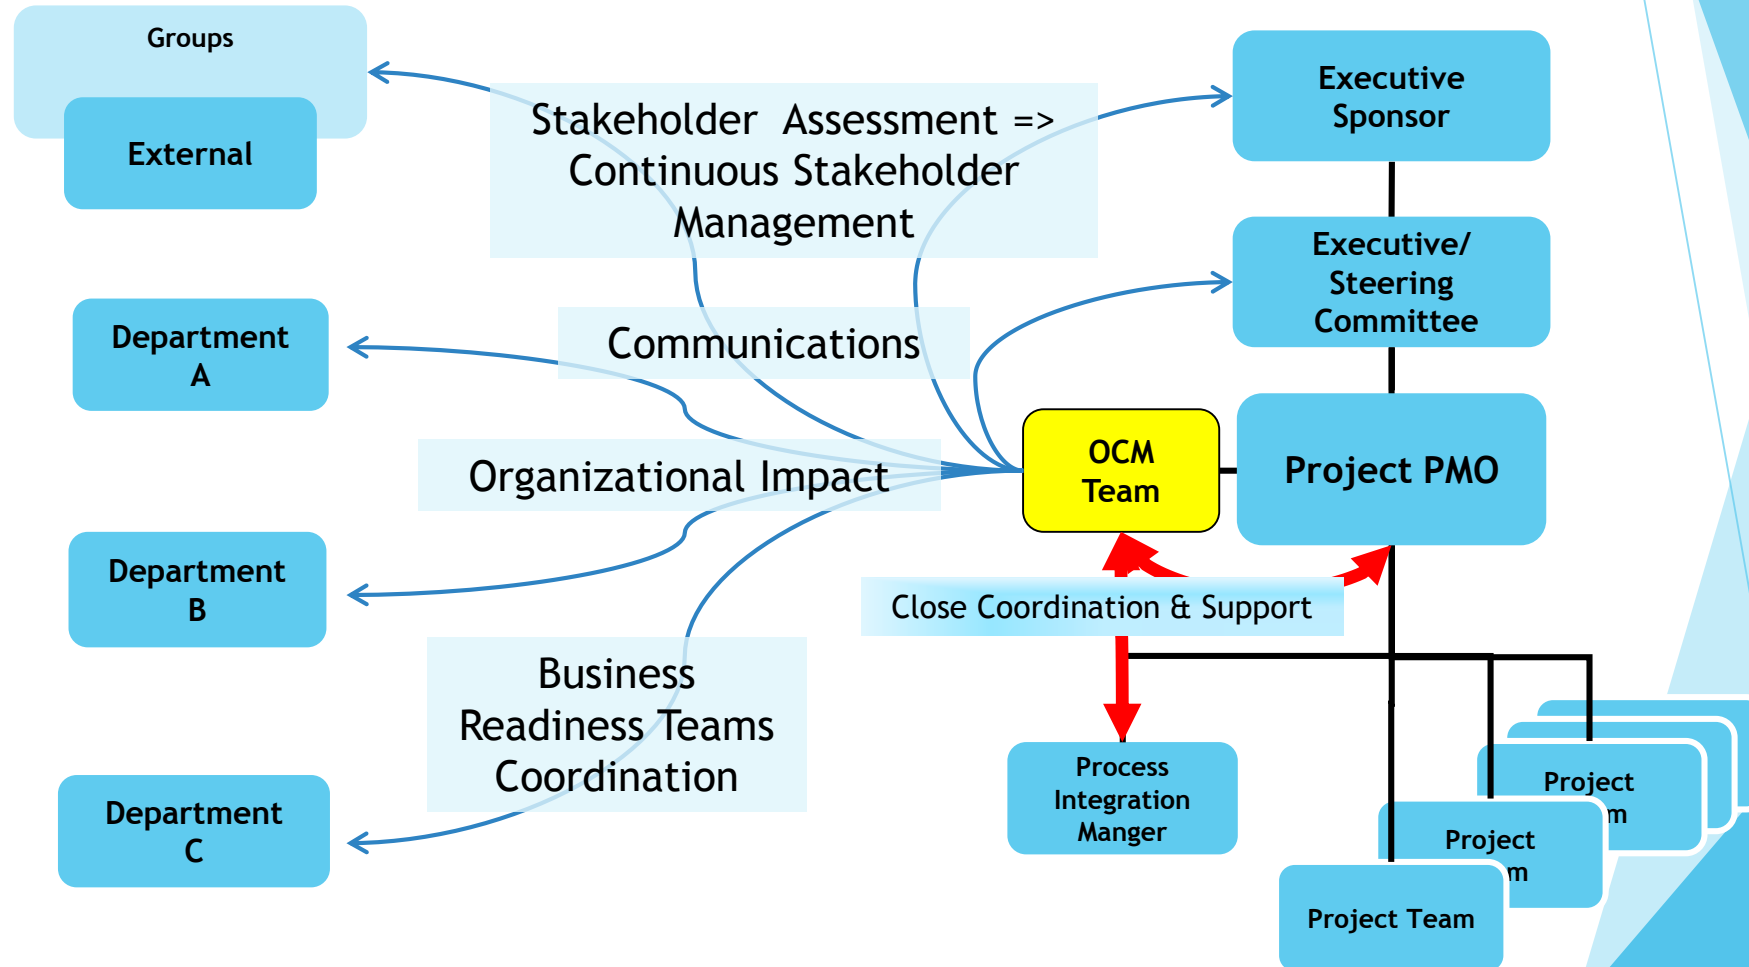 Groups
External
Stakeholder  Assessment =>
Continuous Stakeholder
Management
Executive
Sponsor
Executive/
Steering
Committee
Communications
Department
A
OCM
Team
Project PMO
Organizational Impact
Department
B
Close Coordination & Support
Business
Readiness Teams
Coordination
Department
C
Process
Integration
Manger
Project
m
Project
m
Project Team